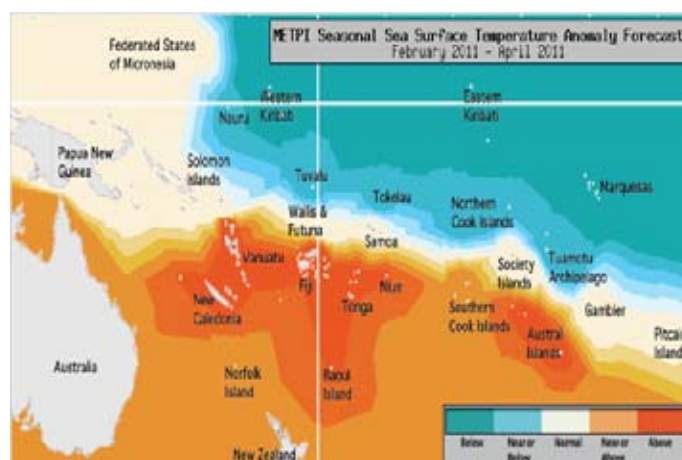 METPI Seasonal Sea Surface Temperature Anomaly Forecast
February 2011 - April 2011
Federated States
of Micronesia
Western
Kiribati
Eastern
Kiribati
Nauru
Papua New
Guinea
Solomon
Islands
Tuvalu
Tokelau
Northern
Cook Islands
Marquesas
Wallis &
Futuna
Samoa
Vanuatu
Fiji
Tonga
Niue
Society
Islands
Tuamotu
Archipelago
New
Caledonia
Southern
Cook Islands
Austral
Islands
Gambier
Pitcairn
Island
Australia
Norfolk
Island
Raoul
Island
New Zealand
Below
Near or
Below
Normal
Near or
Above
Above